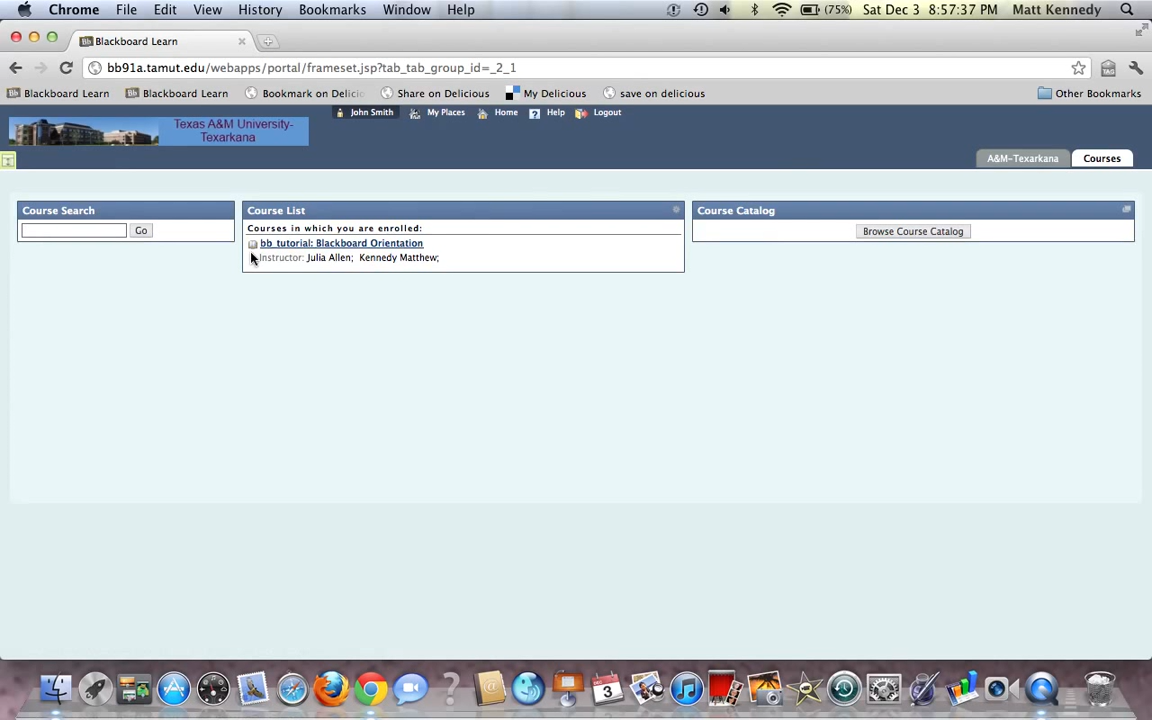 Chrome File Edit View History Bookmarks Window Help (75%) Sat Dec 3 8:57:37 PM Matt Kennedy
Blackboard Learn
bb91a.tamut.edu/webapps/portal/frameset.jsp?tab_tab_group_id=_2_1
Blackboard Learn Blackboard Learn Bookmark on Delicio Share on Delicious My Delicious save on delicious Other Bookmarks
John Smith My Places Home Help Logout
Texas A&M University-
Texarkana
A&M-Texarkana Courses
Course Search Course List Course Catalog
Courses in which you are enrolled:
Go Browse Course Catalog
bb_tutorial: Blackboard Orientation
Instructor: Julia Allen; Kennedy Matthew;